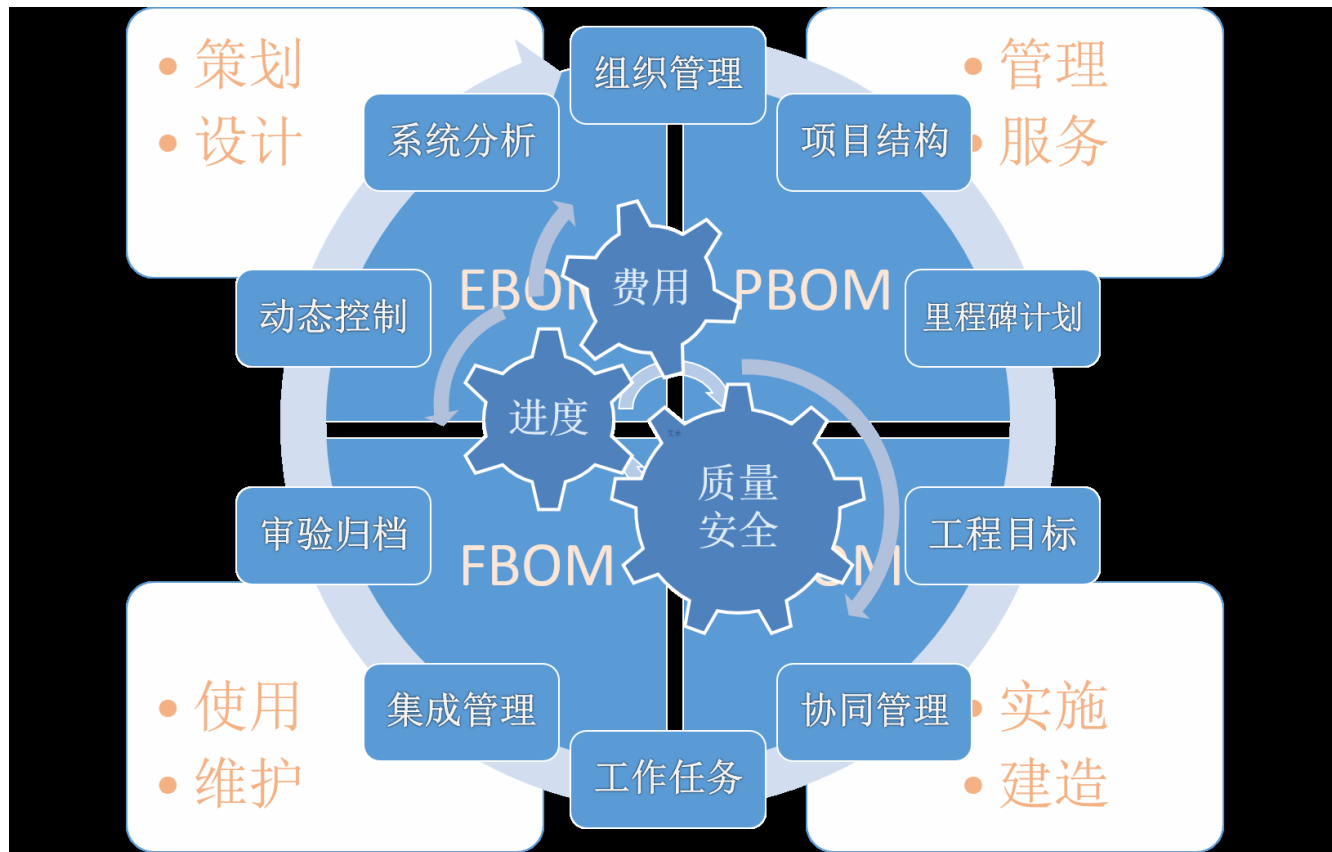 策划
设计
管理
服务
组织管理
系统分析
项目结构
EBOM
费用
PBOM
动态控制
里程碑计划
进度
质量
安全
审验归档
工程目标
FBOM
OM
集成管理
协同管理
工作任务
使用
维护
实施
建造